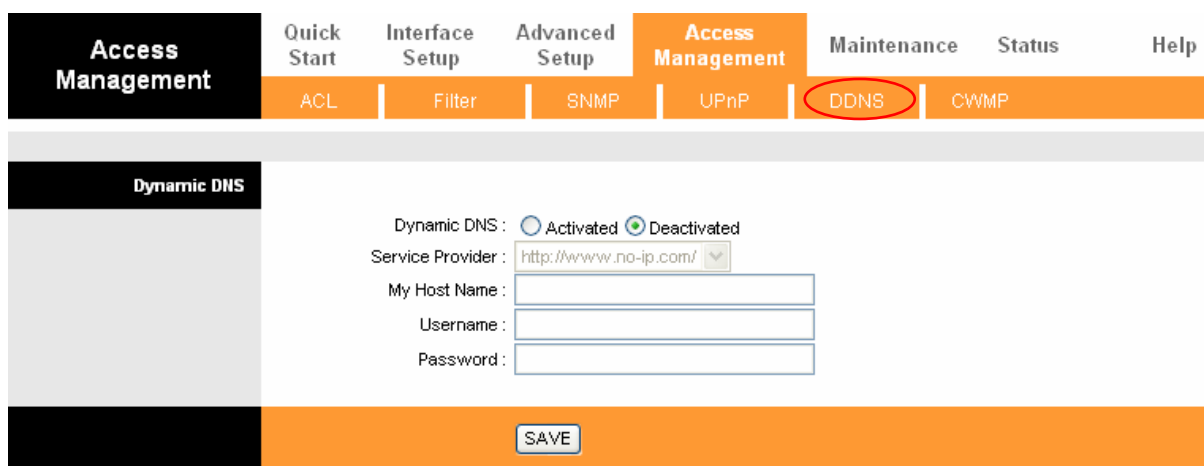 Access Management
Quick Start
Interface Setup
Advanced Setup
Access Management
Maintenance
Status
Help
ACL
Filter
SNMP
UPnP
DDNS
CWMP
Dynamic DNS
Dynamic DNS : Activated Deactivated
Service Provider : http://www.no-ip.com/
My Host Name :
Username :
Password :
SAVE